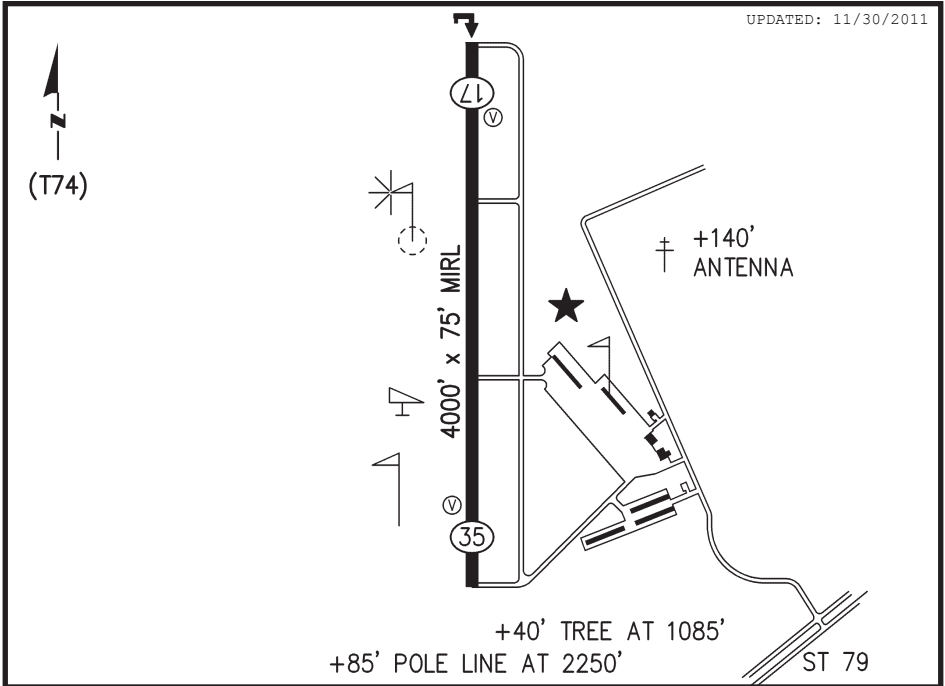 UPDATED: 11/30/2011
17
V
N
(T74)
+140'
ANTENNA
4000' x 75' MIRL
V
35
+40' TREE AT 1085'
+85' POLE LINE AT 2250'
ST 79